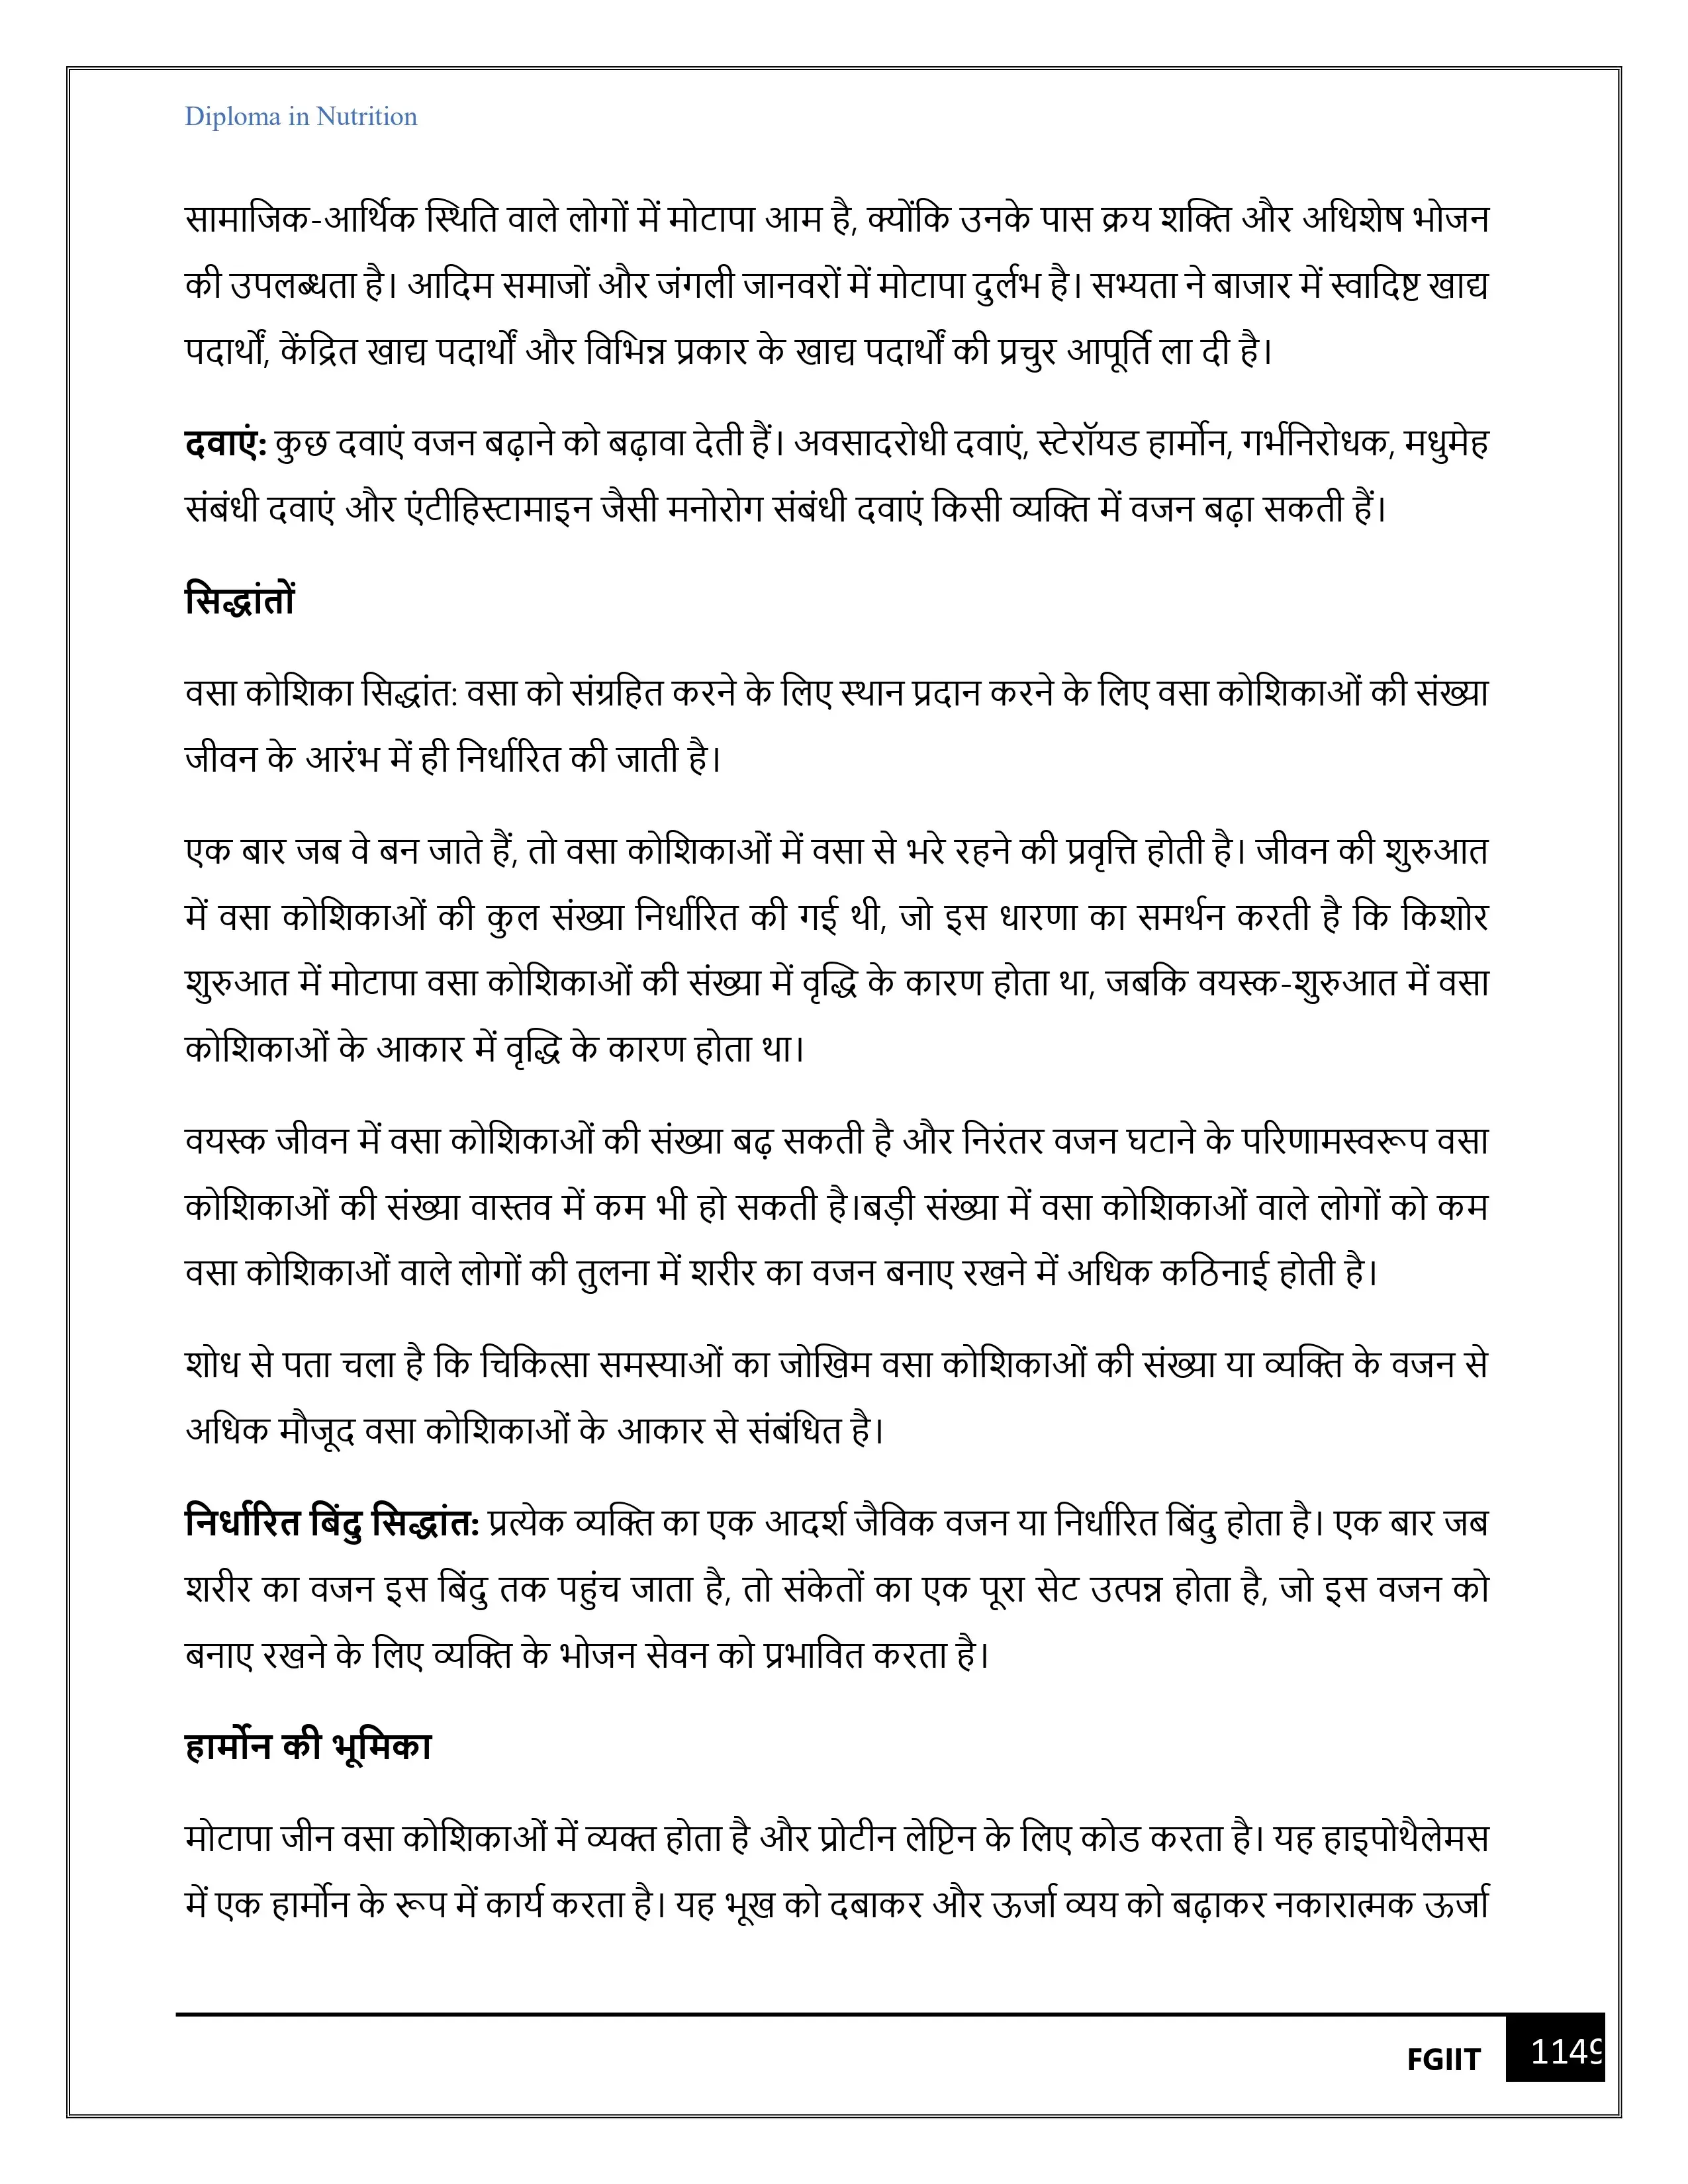 Diploma in Nutrition
सामाजिक-आर्थिक स्थिति वाले लोगों में मोटापा आम है, क्योंकि उनके पास क्रय शक्ति और अधिशेष भोजन
की उपलब्धता है। आदिम समाजों और जंगली जानवरों में मोटापा दुर्लभ है। सभ्यता ने बाजार में स्वादिष्ट खाद्य
पदार्थों, केंद्रित खाद्य पदार्थों और विभिन्न प्रकार के खाद्य पदार्थों की प्रचुर आपूर्ति ला दी है।
दवाएं: कुछ दवाएं वजन बढ़ाने को बढ़ावा देती हैं। अवसादरोधी दवाएं, स्टेरॉयड हार्मोन, गर्भनिरोधक, मधुमेह
संबंधी दवाएं और एंटीहिस्टामाइन जैसी मनोरोग संबंधी दवाएं किसी व्यक्ति में वजन बढ़ा सकती हैं।
सिद्धांतों
वसा कोशिका सिद्धांत: वसा को संग्रहित करने के लिए स्थान प्रदान करने के लिए वसा कोशिकाओं की संख्या
जीवन के आरंभ में ही निर्धारित की जाती है।
एक बार जब वे बन जाते हैं, तो वसा कोशिकाओं में वसा से भरे रहने की प्रवृत्ति होती है। जीवन की शुरुआत
में वसा कोशिकाओं की कुल संख्या निर्धारित की गई थी, जो इस धारणा का समर्थन करती है कि किशोर
शुरुआत में मोटापा वसा कोशिकाओं की संख्या में वृद्धि के कारण होता था, जबकि वयस्क-शुरुआत में वसा
कोशिकाओं के आकार में वृद्धि के कारण होता था।
वयस्क जीवन में वसा कोशिकाओं की संख्या बढ़ सकती है और निरंतर वजन घटाने के परिणामस्वरूप वसा
कोशिकाओं की संख्या वास्तव में कम भी हो सकती है।बड़ी संख्या में वसा कोशिकाओं वाले लोगों को कम
वसा कोशिकाओं वाले लोगों की तुलना में शरीर का वजन बनाए रखने में अधिक कठिनाई होती है।
शोध से पता चला है कि चिकित्सा समस्याओं का जोखिम वसा कोशिकाओं की संख्या या व्यक्ति के वजन से
अधिक मौजूद वसा कोशिकाओं के आकार से संबंधित है।
निर्धारित बिंदु सिद्धांत: प्रत्येक व्यक्ति का एक आदर्श जैविक वजन या निर्धारित बिंदु होता है। एक बार जब
शरीर का वजन इस बिंदु तक पहुंच जाता है, तो संकेतों का एक पूरा सेट उत्पन्न होता है, जो इस वजन को
बनाए रखने के लिए व्यक्ति के भोजन सेवन को प्रभावित करता है।
हार्मोन की भूमिका
मोटापा जीन वसा कोशिकाओं में व्यक्त होता है और प्रोटीन लेप्टिन के लिए कोड करता है। यह हाइपोथैलेमस
में एक हार्मोन के रूप में कार्य करता है। यह भूख को दबाकर और ऊर्जा व्यय को बढ़ाकर नकारात्मक ऊर्जा
FGIIT 1149